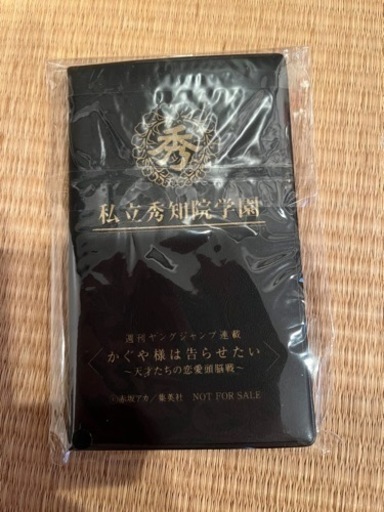 秀
私立秀知院学園
週刊ヤングジャンプ連載
かぐや様は告らせたい
～天才たちの恋愛頭脳戦～
©赤坂アカ／集英社 NOT FOR SALE